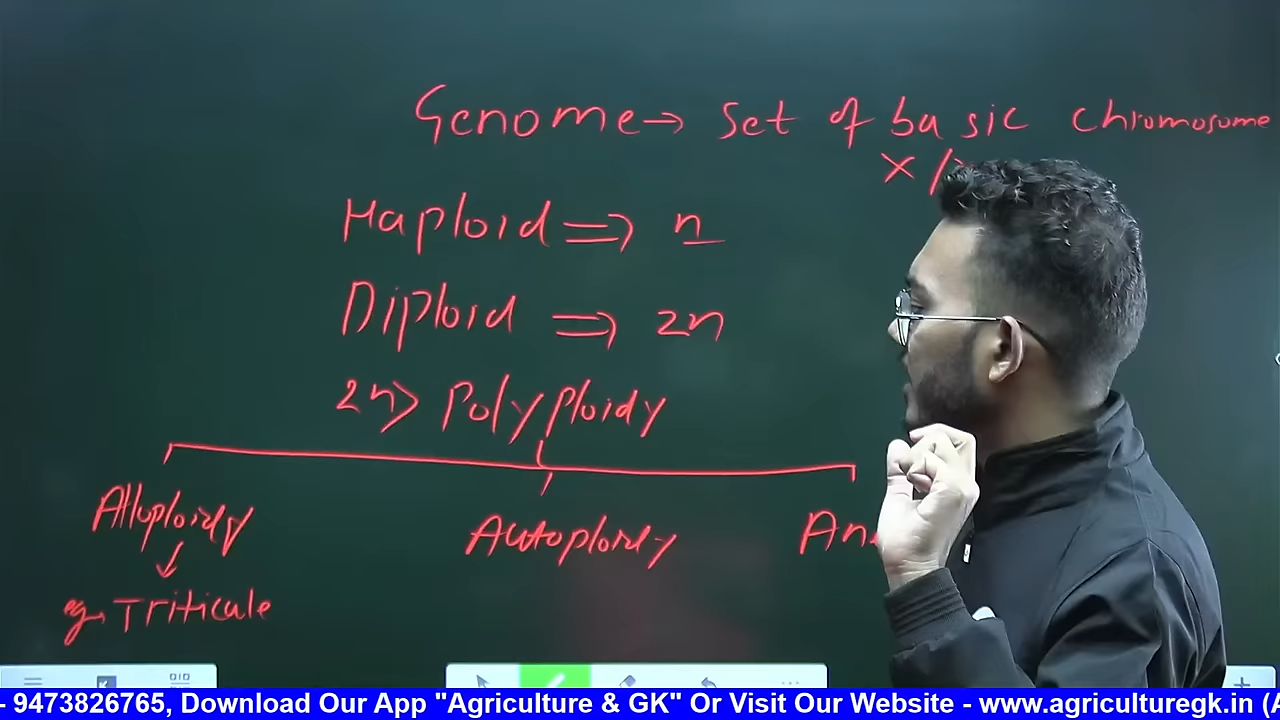 Genome → Set of basic chromosome
x /
Haploid ⇒ n
Diploid ⇒ 2n
2n> Polyploidy
Alloploidy Autoploidy
eg. Triticale
- 9473826765, Download Our App "Agriculture & GK" Or Visit Our Website - www.agriculturegk.in (A